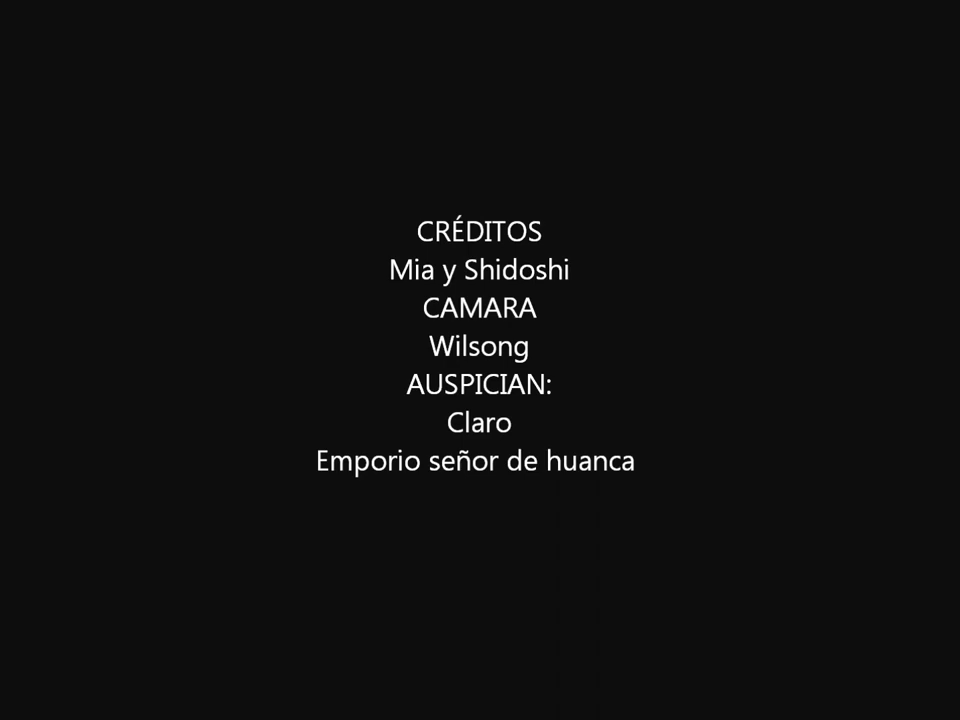 CRÉDITOS
Mia y Shidoshi
CAMARA
Wilsong
AUSPICIAN:
Claro
Emporio señor de huanca